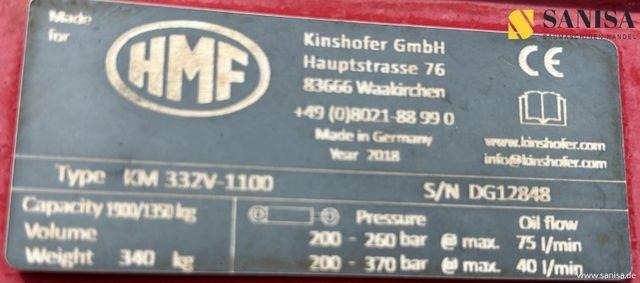 Made
for
HMF
Kinshofer GmbH
Hauptstrasse 76
83666 Waakirchen
+49 (0)8021-88 99 0
Made in Germany
Year 2018
SANISA
BAUMASCHINEN HANDEL
CE
www.kinshofer.com
info@kinshofer.com
Type KM 332V-1100
S/N DG12848
Capacity 1900/1350 kg
Volume
Weight 340 kg
Pressure Oil flow
200 - 260 bar @ max. 75 l/min
200 - 370 bar @ max. 40 l/min
www.sanisa.de